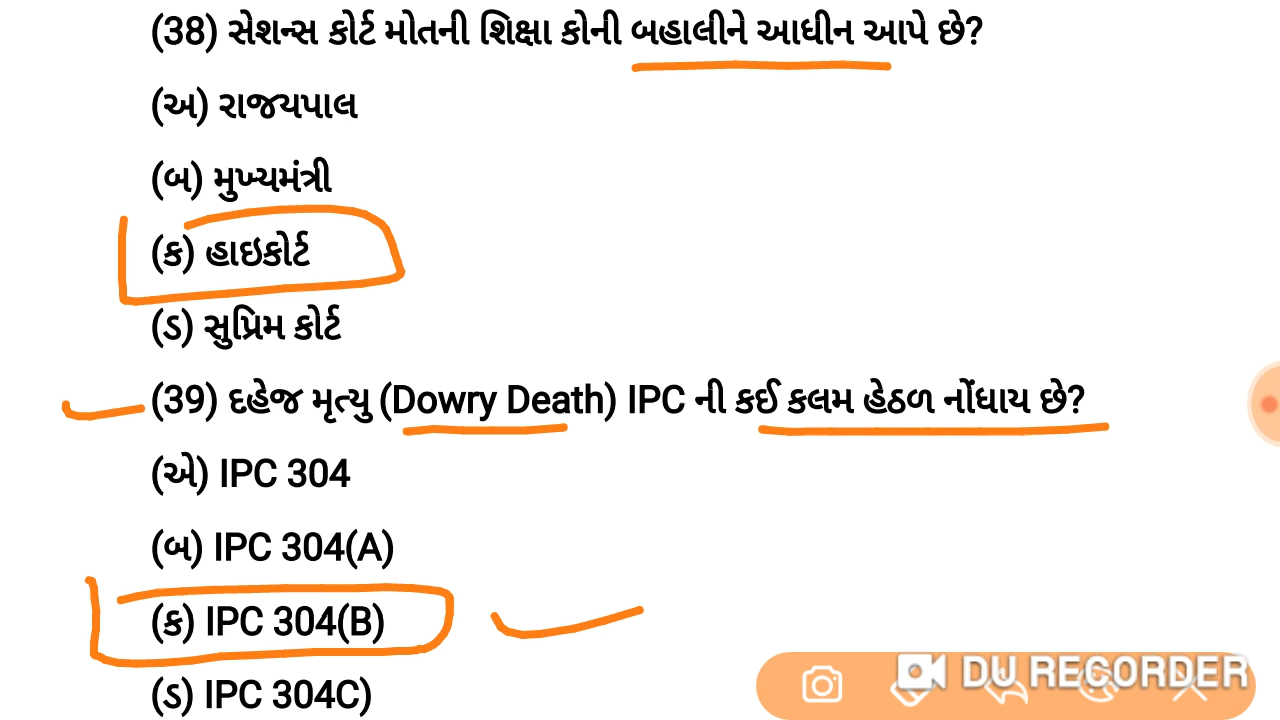 (38) સેશન્સ કોર્ટ મોતની શિક્ષા કોની બહાલીને આધીન આપે છે?
(અ) રાજ્યપાલ
(બ) મુખ્યમંત્રી
(ક) હાઇકોર્ટ
(ડ) સુપ્રિમ કોર્ટ
(39) દહેજ મૃત્યુ (Dowry Death) IPC ની કઈ કલમ હેઠળ નોંધાય છે?
(એ) IPC 304
(બ) IPC 304(A)
(ક) IPC 304(B)
(ડ) IPC 304C)
DU RECORDER